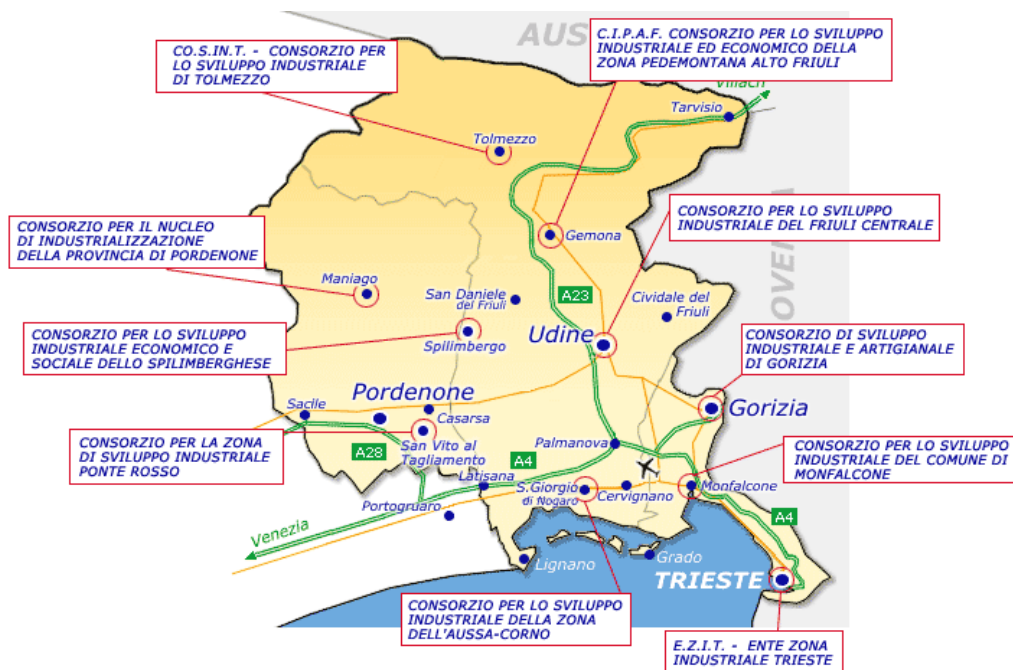 AUS
CO.S.IN.T. - CONSORZIO PER
LO SVILUPPO INDUSTRIALE
DI TOLMEZZO
C.I.P.A.F. CONSORZIO PER LO SVILUPPO
INDUSTRIALE ED ECONOMICO DELLA
ZONA PEDEMONTANA ALTO FRIULI
Villach
Tarvisio
Tolmezzo
CONSORZIO PER IL NUCLEO
DI INDUSTRIALIZZAZIONE
DELLA PROVINCIA DI PORDENONE
Gemona
CONSORZIO PER LO SVILUPPO
INDUSTRIALE DEL FRIULI CENTRALE
OVEN
A
Maniago
San Daniele
del Friuli
A23
Cividale del
Friuli
CONSORZIO PER LO SVILUPPO
INDUSTRIALE ECONOMICO E
SOCIALE DELLO SPILIMBERGHESE
Spilimbergo
Udine
CONSORZIO DI SVILUPPO
INDUSTRIALE E ARTIGIANALE
DI GORIZIA
Pordenone
Sacile
Casarsa
Gorizia
CONSORZIO PER LA ZONA
DI SVILUPPO INDUSTRIALE
PONTE ROSSO
San Vito al
Tagliamento
A28
A4
Palmanova
CONSORZIO PER LO SVILUPPO
INDUSTRIALE DEL COMUNE DI
MONFALCONE
Latisana
S.Giorgio
di Nogaro
Cervignano
Monfalcone
Portogruaro
A4
Venezia
Lignano
Grado
TRIESTE
CONSORZIO PER LO SVILUPPO
INDUSTRIALE DELLA ZONA
DELL'AUSSA-CORNO
E.Z.I.T. - ENTE ZONA
INDUSTRIALE TRIESTE